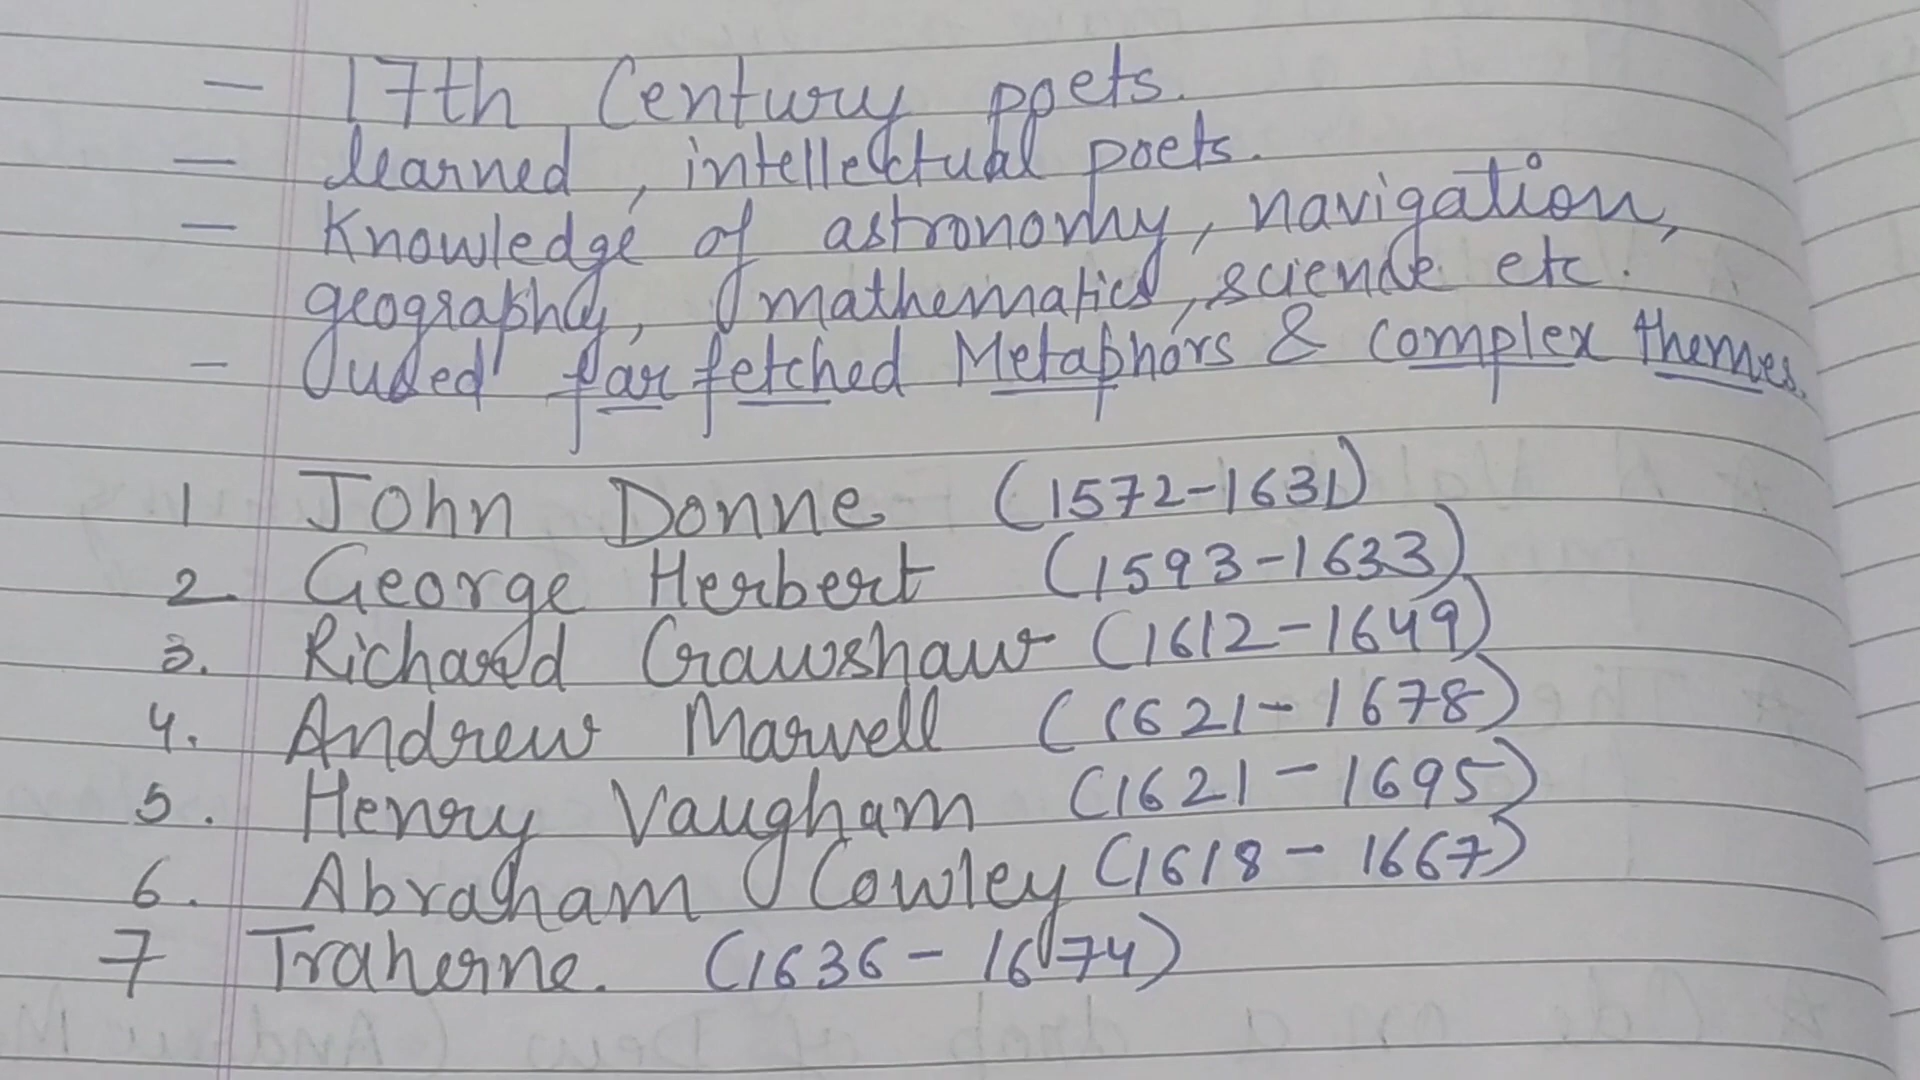 — 17th Century poets.
— learned, intellectual poets.
— Knowledge of astronomy, navigation,
geography, mathematics, science etc.
- used far fetched Metaphors & complex themes.
1 John Donne (1572-1631)
2. George Herbert (1593-1633)
3. Richard Crawshaw (1612-1649)
4. Andrew Marvell (1621-1678)
5. Henry Vaugham (1621-1695)
6. Abraham Cowley (1618-1667)
7 Traherne. (1636-1674)